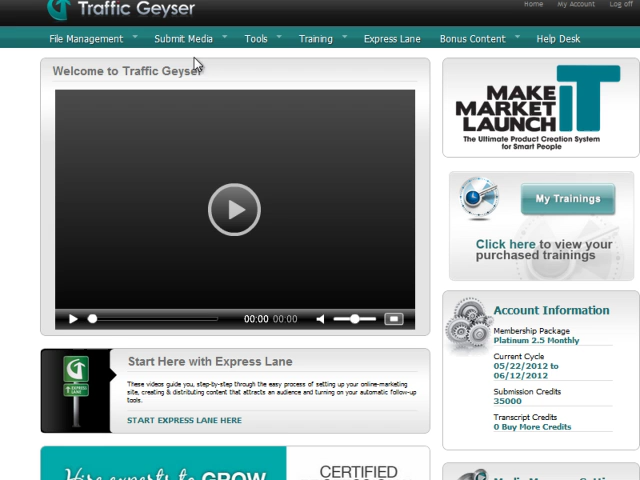 Traffic Geyser
Home My Account Log off
File Management Submit Media Tools Training Express Lane Bonus Content Help Desk
Welcome to Traffic Geyser
00:00 00:00
MAKE
MARKET
LAUNCH
IT
The Ultimate Product Creation System
for Smart People
My Trainings
Click here to view your
purchased trainings
Account Information
Membership Package
Platinum 2.5 Monthly
Current Cycle
05/22/2012 to
06/12/2012
Submission Credits
35000
Transcript Credits
0 Buy More Credits
Start Here with Express Lane
These videos guide you, step-by-step through the easy process of setting up your online-marketing
site, creating & distributing content that attracts an audience and turning on your automatic follow-up
tools.
START EXPRESS LANE HERE
EXPRESS
LANE
Hire experts to GROW
CERTIFIED